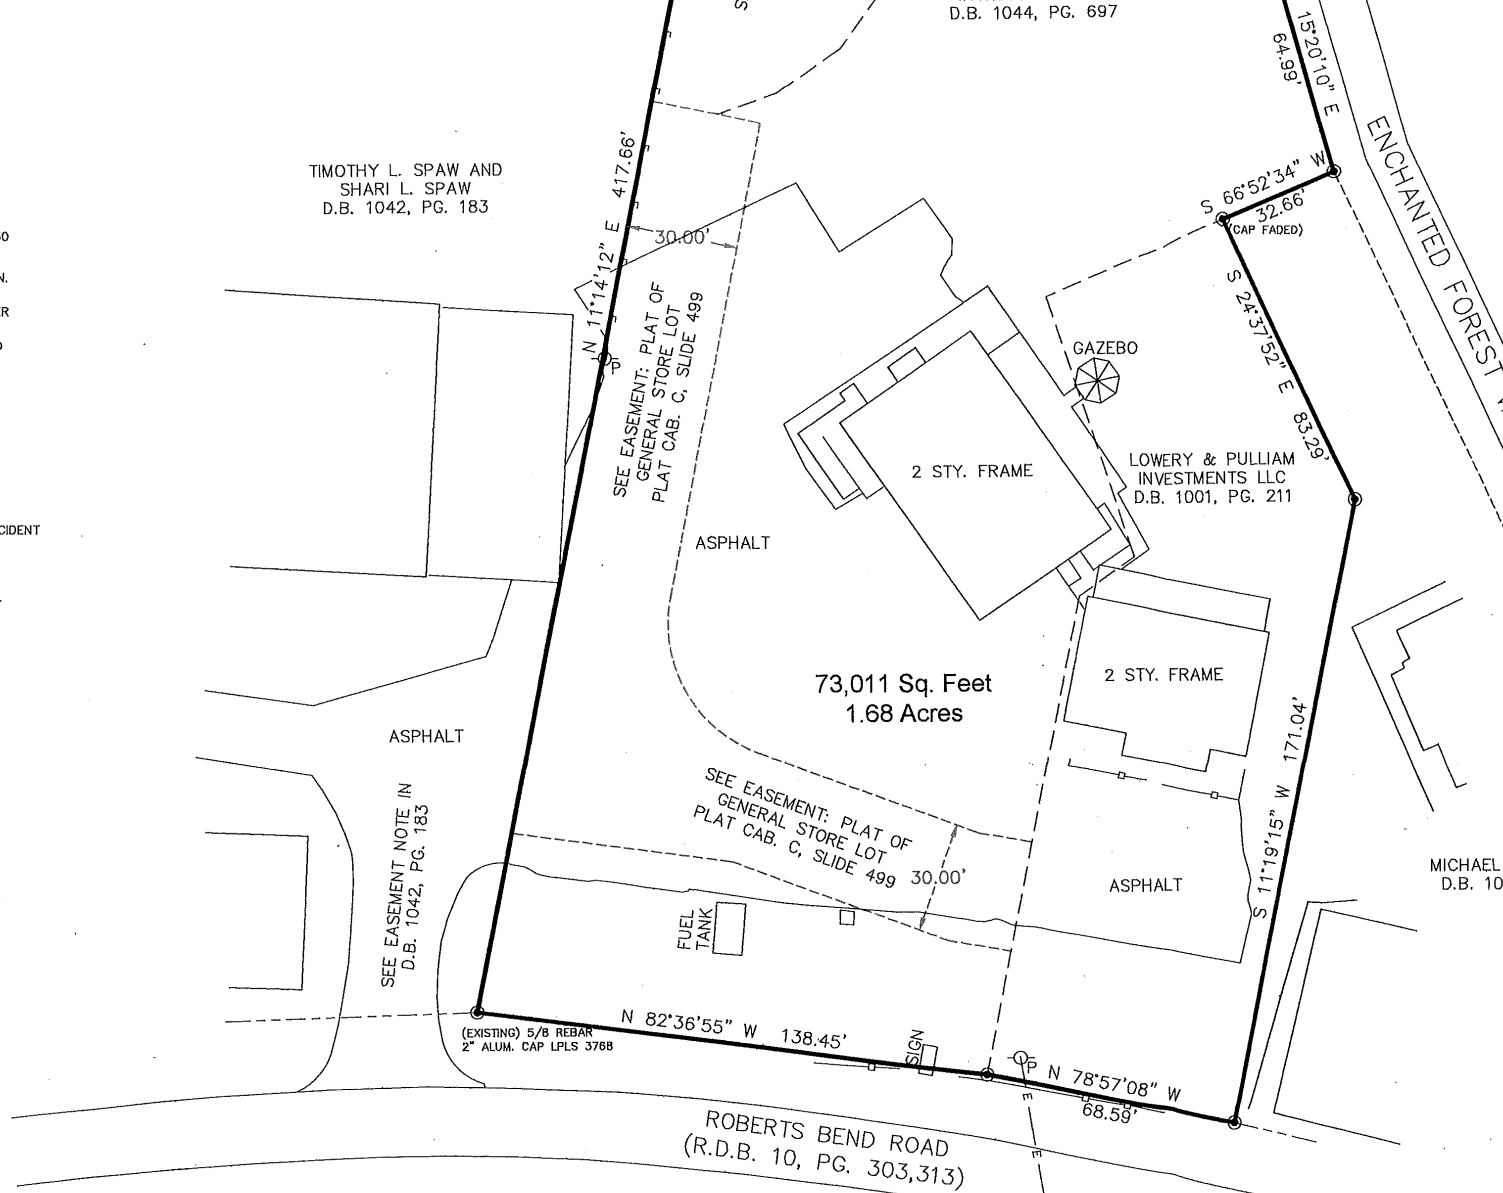 S
D.B. 1044, PG. 697
15°20'10" E
64.99'
ENCHANTED FOREST
TIMOTHY L. SPAW AND
SHARI L. SPAW
D.B. 1042, PG. 183
N 11°14'12" E 417.66'
30.00'
S 66°52'34" W
32.66'
(CAP FADED)
S 24°37'52" E 83.29'
N.
ER
SEE EASEMENT: PLAT OF
GENERAL STORE LOT
PLAT CAB. C, SLIDE 499
P
GAZEBO
2 STY. FRAME
LOWERY & PULLIAM
INVESTMENTS LLC
D.B. 1001, PG. 211
CIDENT
ASPHALT
73,011 Sq. Feet
1.68 Acres
2 STY. FRAME
ASPHALT
S 11°19'15" W 171.04'
SEE EASEMENT NOTE IN
D.B. 1042, PG. 183
SEE EASEMENT: PLAT OF
GENERAL STORE LOT
PLAT CAB. C, SLIDE 499
30.00'
ASPHALT
MICHAEL
D.B. 10
FUEL
TANK
(EXISTING) 5/8 REBAR
2" ALUM. CAP LPLS 3768
N 82°36'55" W 138.45'
SIGN
P
N 78°57'08" W
68.59'
E
E
ROBERTS BEND ROAD
(R.D.B. 10, PG. 303,313)